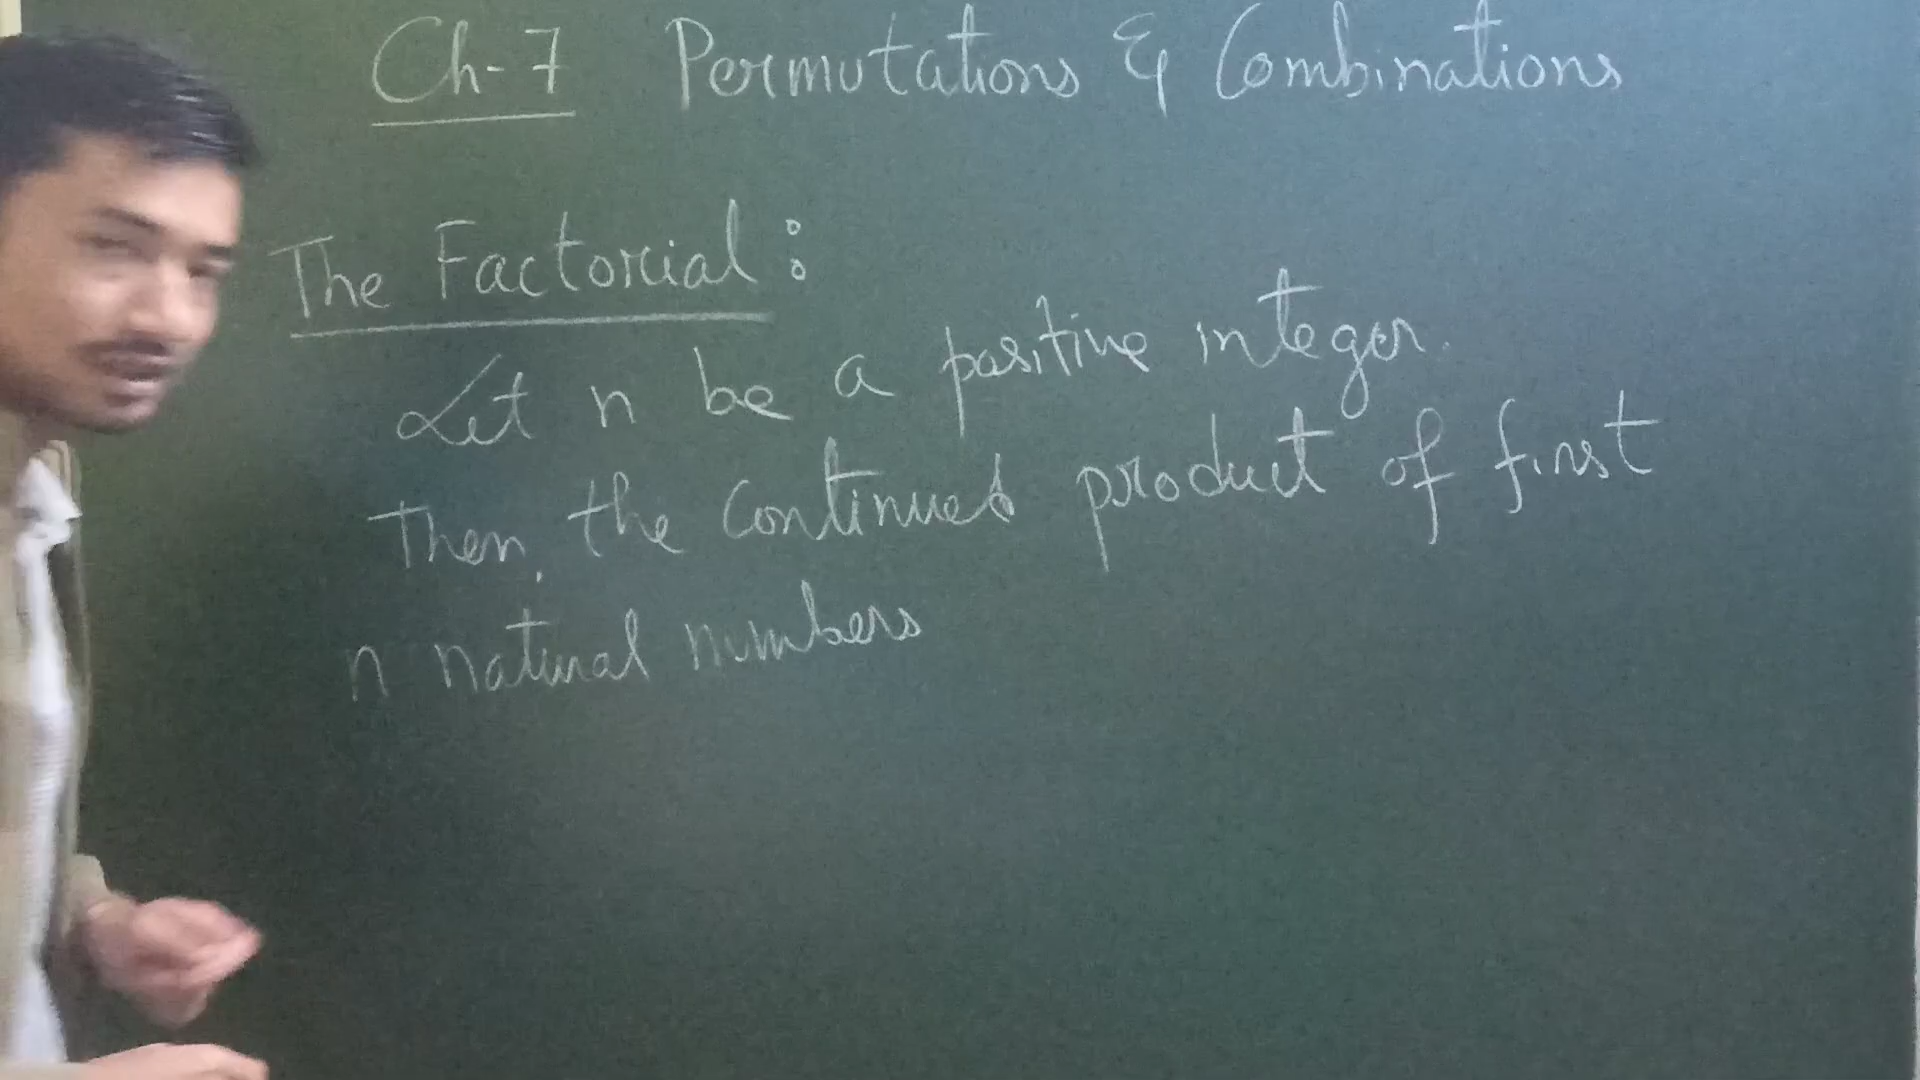 Ch-7 Permutations & Combinations
The Factorial :
Let n be a positive integer.
Then, the continued product of first
n natural numbers